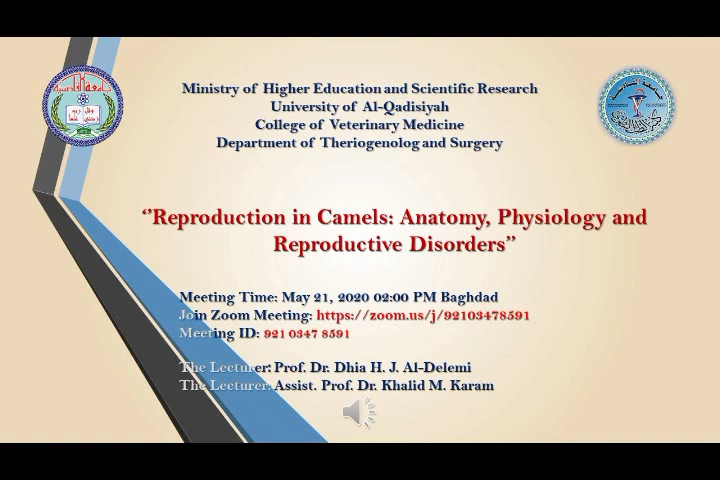 Ministry of Higher Education and Scientific Research
University of Al-Qadisiyah
College of Veterinary Medicine
Department of Theriogenolog and Surgery
‘’Reproduction in Camels: Anatomy, Physiology and
Reproductive Disorders’’
Meeting Time: May 21, 2020 02:00 PM Baghdad
Join Zoom Meeting: https://zoom.us/j/92103478591
Meeting ID: 921 0347 8591
The Lecturer: Prof. Dr. Dhia H. J. Al-Delemi
The Lecturer: Assist. Prof. Dr. Khalid M. Karam